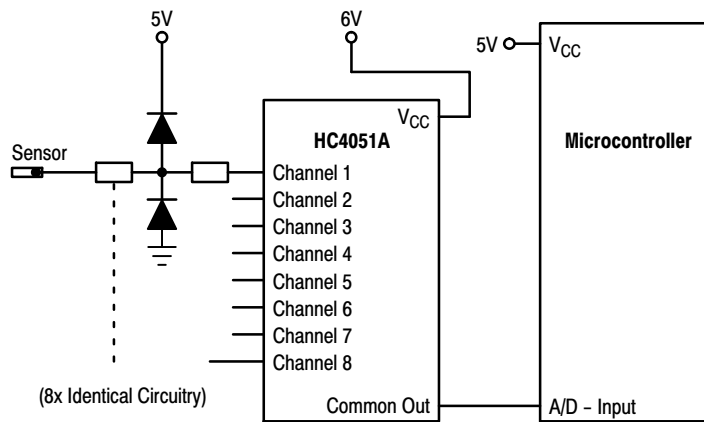 5V
6V
5V
VCC
VCC
HC4051A
Microcontroller
Sensor
Channel 1
Channel 2
Channel 3
Channel 4
Channel 5
Channel 6
Channel 7
Channel 8
(8x Identical Circuitry)
Common Out
A/D – Input